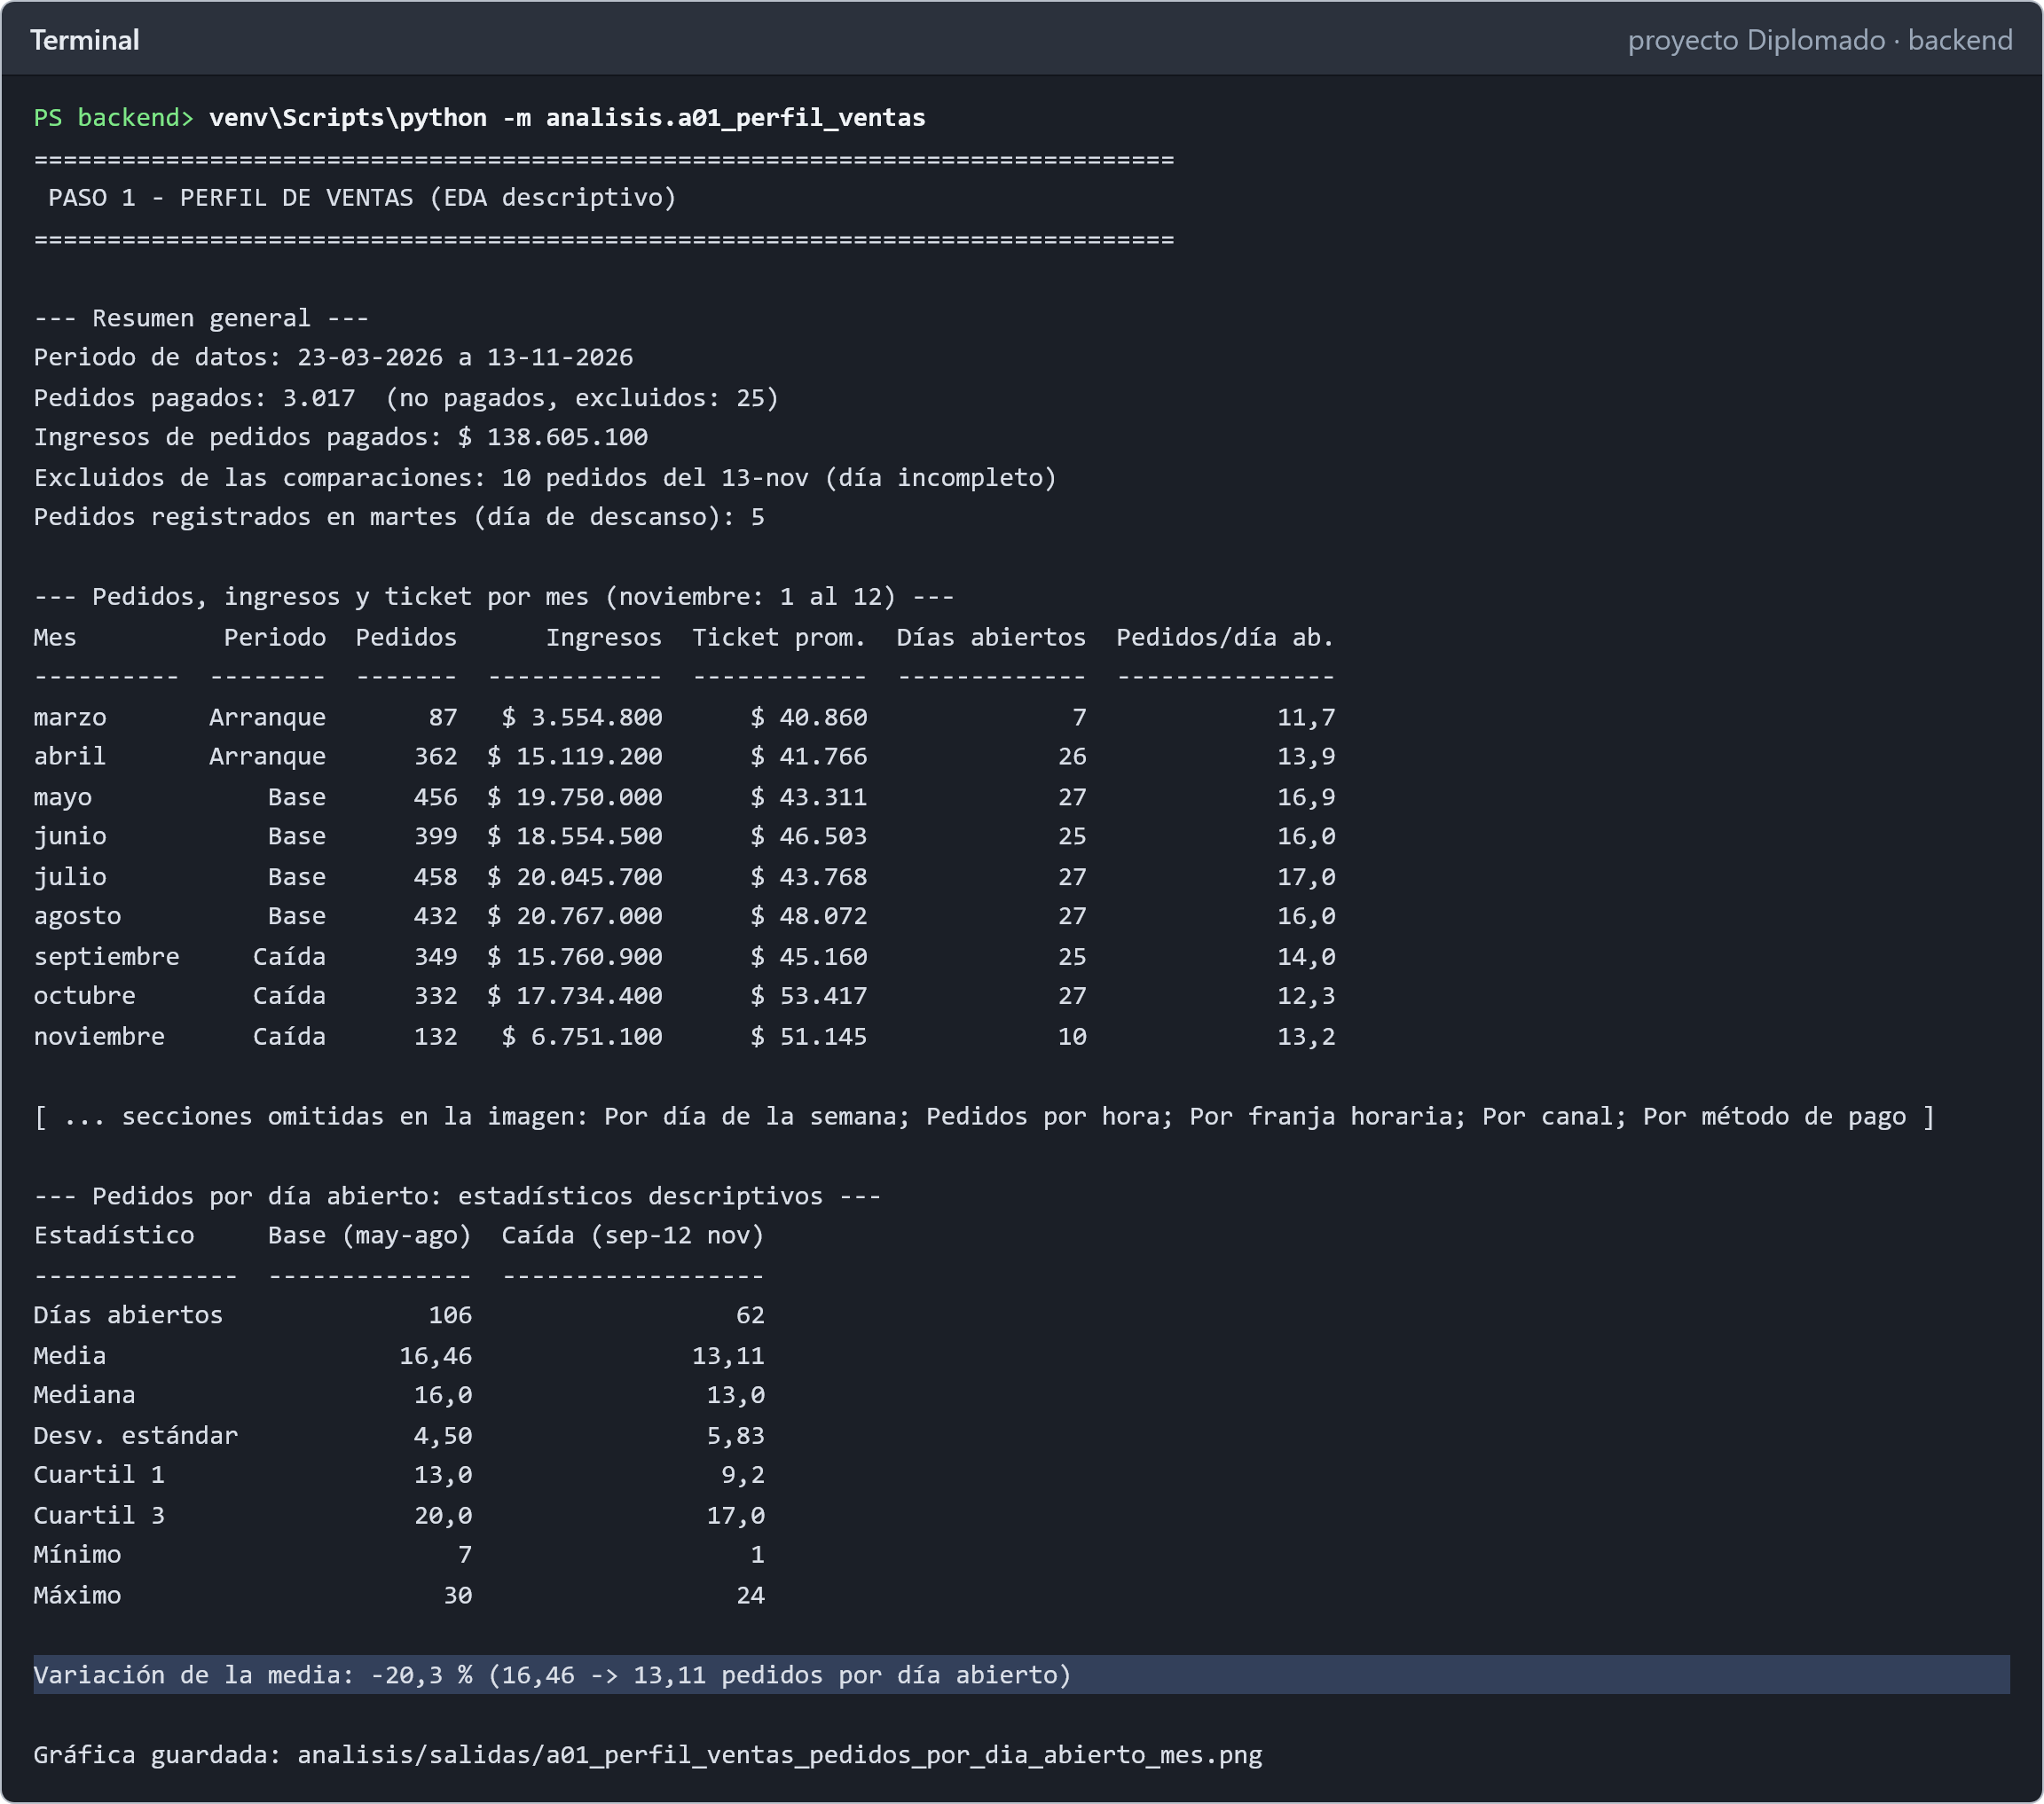 Terminal
proyecto Diplomado · backend
PS backend> venv\Scripts\python -m analisis.a01_perfil_ventas
==============================================================================
PASO 1 - PERFIL DE VENTAS (EDA descriptivo)
==============================================================================
--- Resumen general ---
Periodo de datos: 23-03-2026 a 13-11-2026
Pedidos pagados: 3.017  (no pagados, excluidos: 25)
Ingresos de pedidos pagados: $ 138.605.100
Excluidos de las comparaciones: 10 pedidos del 13-nov (día incompleto)
Pedidos registrados en martes (día de descanso): 5
--- Pedidos, ingresos y ticket por mes (noviembre: 1 al 12) ---
Mes          Periodo  Pedidos      Ingresos  Ticket prom.  Días abiertos  Pedidos/día ab.
----------  --------  -------  ------------  ------------  -------------  ---------------
marzo       Arranque       87   $ 3.554.800      $ 40.860              7             11,7
abril       Arranque      362  $ 15.119.200      $ 41.766             26             13,9
mayo            Base      456  $ 19.750.000      $ 43.311             27             16,9
junio           Base      399  $ 18.554.500      $ 46.503             25             16,0
julio           Base      458  $ 20.045.700      $ 43.768             27             17,0
agosto          Base      432  $ 20.767.000      $ 48.072             27             16,0
septiembre     Caída      349  $ 15.760.900      $ 45.160             25             14,0
octubre        Caída      332  $ 17.734.400      $ 53.417             27             12,3
noviembre      Caída      132   $ 6.751.100      $ 51.145             10             13,2
[ ... secciones omitidas en la imagen: Por día de la semana; Pedidos por hora; Por franja horaria; Por canal; Por método de pago ]
--- Pedidos por día abierto: estadísticos descriptivos ---
Estadístico     Base (may-ago)  Caída (sep-12 nov)
--------------  --------------  ------------------
Días abiertos              106                  62
Media                    16,46               13,11
Mediana                   16,0                13,0
Desv. estándar            4,50                5,83
Cuartil 1                 13,0                 9,2
Cuartil 3                 20,0                17,0
Mínimo                       7                   1
Máximo                      30                  24
Variación de la media: -20,3 % (16,46 -> 13,11 pedidos por día abierto)
Gráfica guardada: analisis/salidas/a01_perfil_ventas_pedidos_por_dia_abierto_mes.png